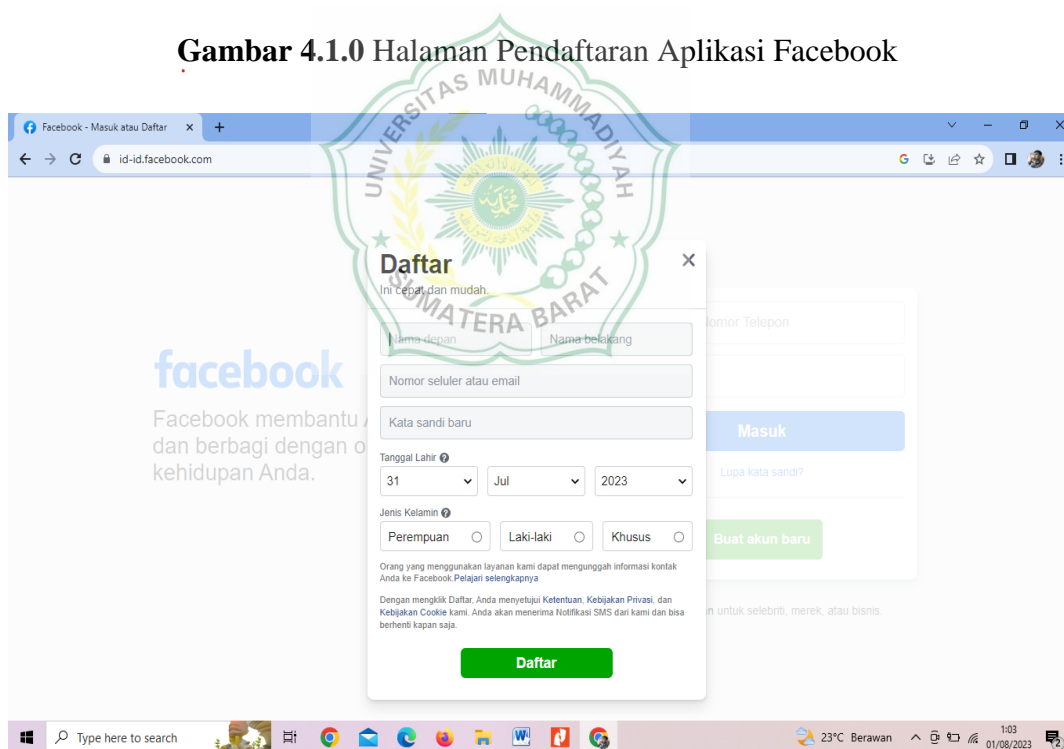 Gambar 4.1.0 Halaman Pendaftaran Aplikasi Facebook
UNIVERSITAS MUHAMMADIYAH
SUMATERA BARAT
Facebook - Masuk atau Daftar
id-id.facebook.com
Daftar
Ini cepat dan mudah.
Nama depan Nama belakang
Nomor seluler atau email
Kata sandi baru
Tanggal Lahir
31 Jul 2023
Jenis Kelamin
Perempuan Laki-laki Khusus
Orang yang menggunakan layanan kami dapat mengunggah informasi kontak
Anda ke Facebook.Pelajari selengkapnya
Dengan mengklik Daftar, Anda menyetujui Ketentuan, Kebijakan Privasi, dan
Kebijakan Cookie kami. Anda akan menerima Notifikasi SMS dari kami dan bisa
berhenti kapan saja.
Daftar
facebook
Facebook membantu
dan berbagi dengan
kehidupan Anda.
Telepon
Masuk
Lupa kata sandi?
Buat akun baru
untuk selebriti, merek, atau bisnis.
Type here to search
23°C Berawan
1:03
01/08/2023